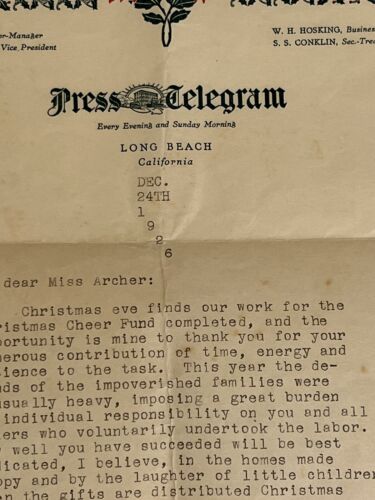 or-Manager
Vice President
W. H. HOSKING, Busines
S. S. CONKLIN, Sec.-Trea
Press Telegram
Every Evening and Sunday Morning
LONG BEACH
California
DEC.
24TH
1
9
2
6
dear Miss Archer:
Christmas eve finds our work for the
ristmas Cheer Fund completed, and the
portunity is mine to thank you for your
nerous contribution of time, energy and
tience to the task. This year the de-
nds of the impoverished families were
usually heavy, imposing a great burden
individual responsibility on you and all
ers who voluntarily undertook the labor.
w well you have succeeded will be best
dicated, I believe, in the homes made
ppy and by the laughter of little children
en the gifts are distributed Christmas